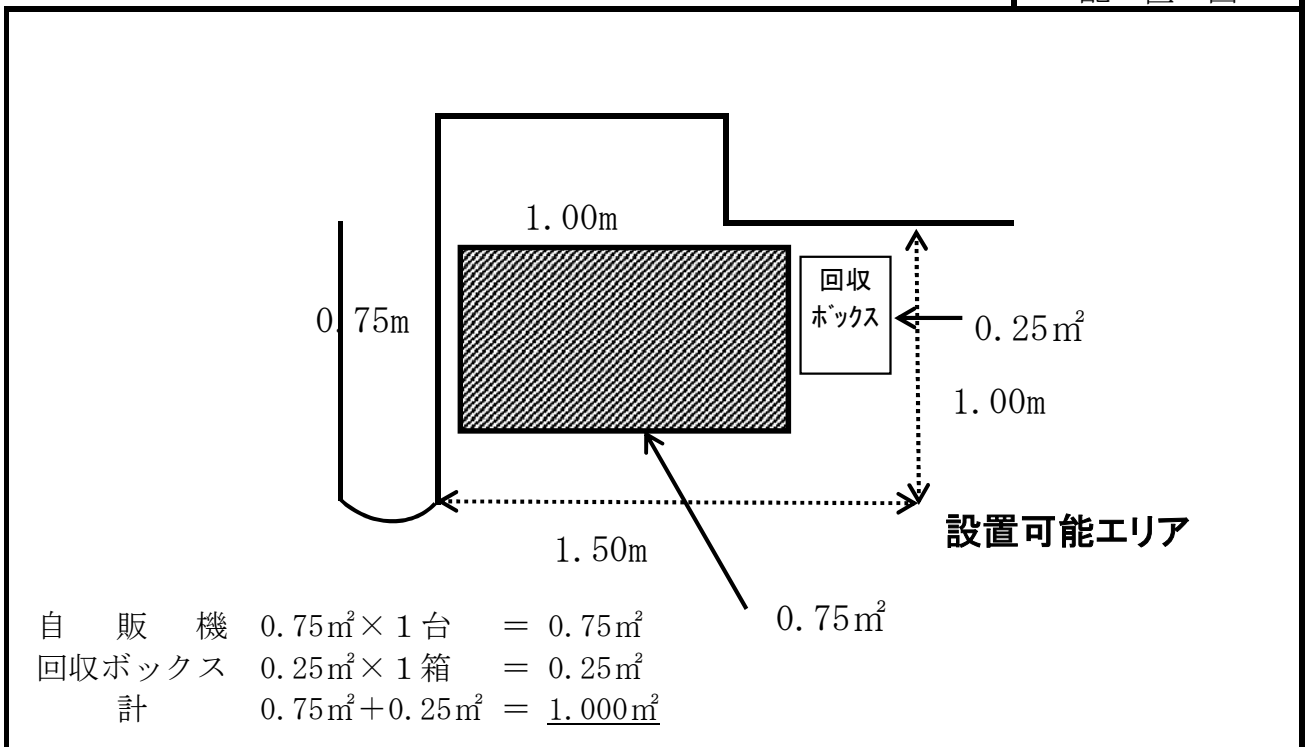 1.00m
0.75m
回収
ボックス
0.25㎡
1.00m
設置可能エリア
1.50m
0.75㎡
自販機 0.75㎡×1台 = 0.75㎡
回収ボックス 0.25㎡×1箱 = 0.25㎡
計 0.75㎡+0.25㎡ = 1.000㎡